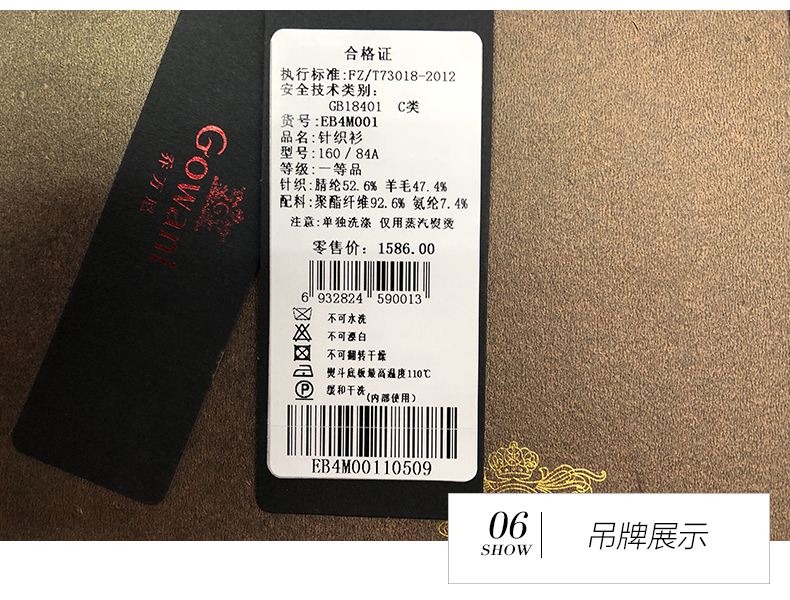 合格证
执行标准:FZ/T73018-2012
安全技术类别:
GB18401 C类
货号:EB4M001
品名:针织衫
型号:160/84A
等级:一等品
针织:腈纶52.6% 羊毛47.4%
配料:聚酯纤维92.6% 氨纶7.4%
注意:单独洗涤 仅用蒸汽熨烫
零售价: 1586.00
6 932824 590013
不可水洗
不可漂白
不可翻转干燥
熨斗底板最高温度110℃
P 缓和干洗(内部使用)
EB4M00110509
Gowani
乔万尼
06
SHOW
吊牌展示